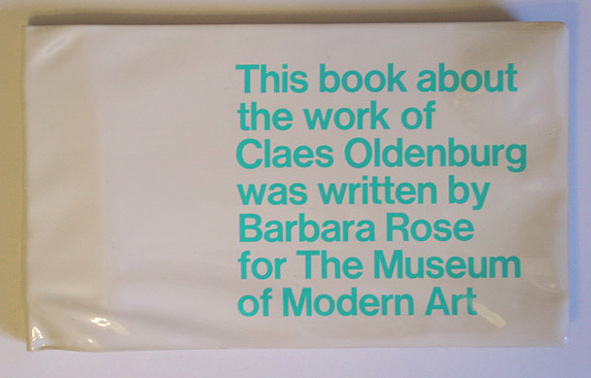 This book about
the work of
Claes Oldenburg
was written by
Barbara Rose
for The Museum
of Modern Art